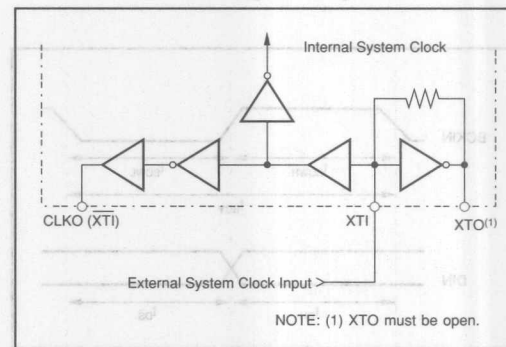 Internal System Clock
CLKO (XTI)
XTI
XTO(1)
External System Clock Input
NOTE: (1) XTO must be open.